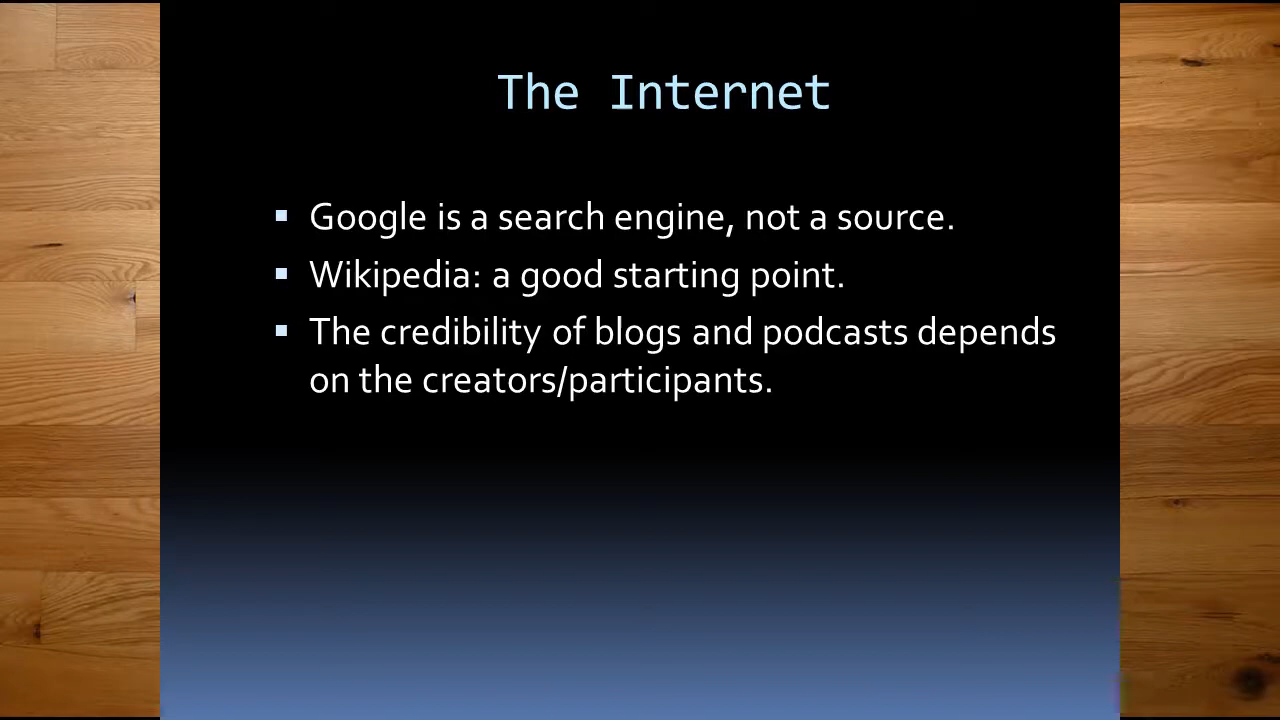 The Internet
Google is a search engine, not a source.
Wikipedia: a good starting point.
The credibility of blogs and podcasts depends
on the creators/participants.